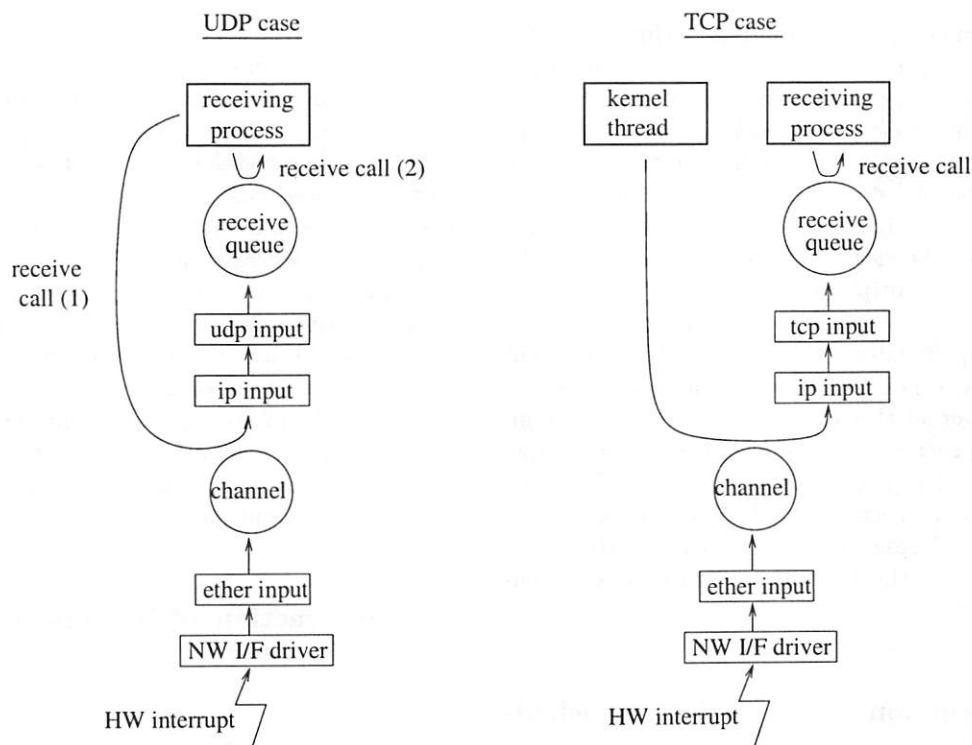 UDP case
receiving
process
receive call (2)
receive
queue
receive
call (1)
udp input
ip input
channel
ether input
NW I/F driver
HW interrupt
TCP case
kernel
thread
receiving
process
receive call
receive
queue
tcp input
ip input
channel
ether input
NW I/F driver
HW interrupt